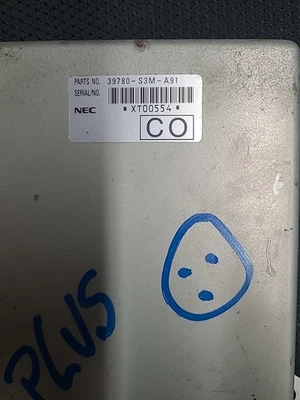 PARTS NO. 39780-S3M-A91
SERIAL/NO.
NEC *XT00554*
CO
PLUS